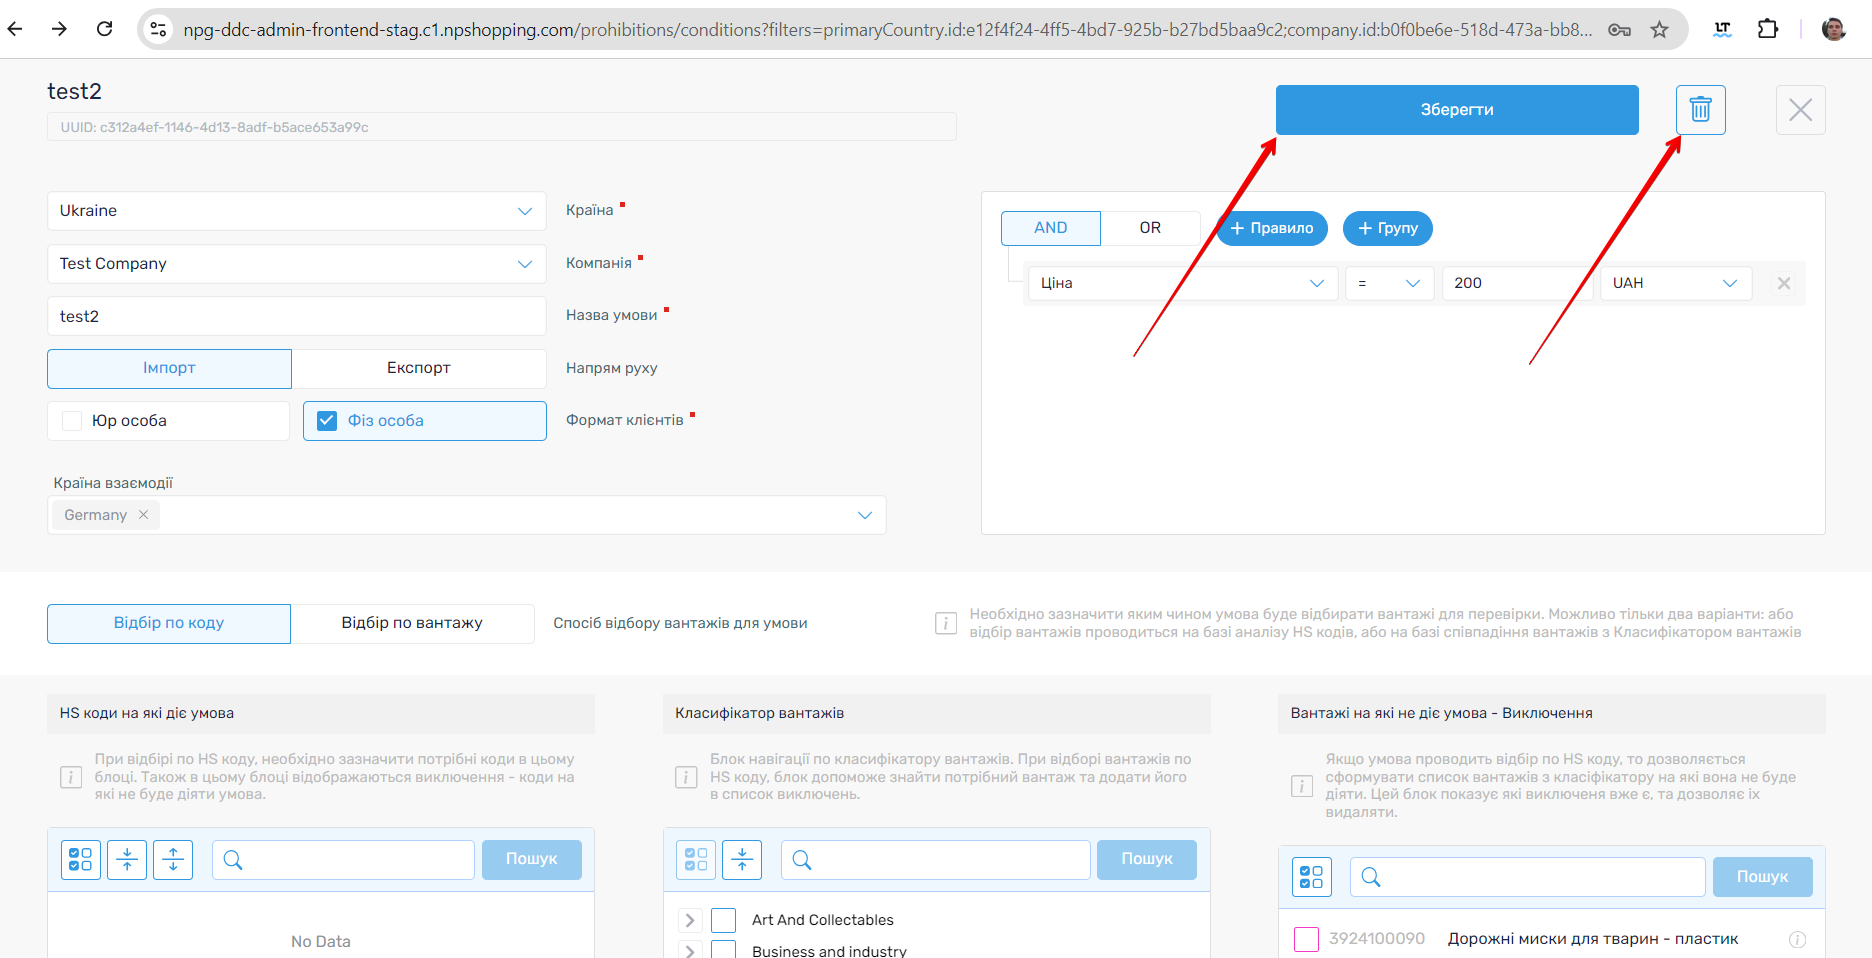 npg-ddc-admin-frontend-stag.c1.npshopping.com/prohibitions/conditions?filters=primaryCountry.id:e12f4f24-4ff5-4bd7-925b-b27bd5baa9c2;company.id:b0f0be6e-518d-473a-bb8...
LT
test2
UUID: c312a4ef-1146-4d13-8adf-b5ace653a99c
Зберегти
Ukraine
Країна
Test Company
Компанія
test2
Назва умови
Імпорт
Експорт
Напрям руху
Юр особа
Фіз особа
Формат клієнтів
Країна взаємодії
Germany
AND
OR
+ Правило
+ Групу
Ціна
=
200
UAH
Відбір по коду
Відбір по вантажу
Спосіб відбору вантажів для умови
Необхідно зазначити яким чином умова буде відбирати вантажі для перевірки. Можливо тільки два варіанти: або
відбір вантажів проводиться на базі аналізу HS кодів, або на базі співпадіння вантажів з Класифікатором вантажів
HS коди на які діє умова
При відбірі по HS коду, необхідно зазначити потрібні коди в цьому
блоці. Також в цьому блоці відображаються виключення - коди на
які не буде діяти умова.
Пошук
No Data
Класифікатор вантажів
Блок навігації по класифікатору вантажів. При відборі вантажів по
HS коду, блок допоможе знайти потрібний вантаж та додати його
в список виключень.
Пошук
Art And Collectables
Business and industry
Вантажі на які не діє умова - Виключення
Якщо умова проводить відбір по HS коду, то дозволяється
сформувати список вантажів з класіфікатору на які вона не буде
діяти. Цей блок показує які виключеня вже є, та дозволяє їх
видаляти.
Пошук
3924100090
Дорожні миски для тварин - пластик